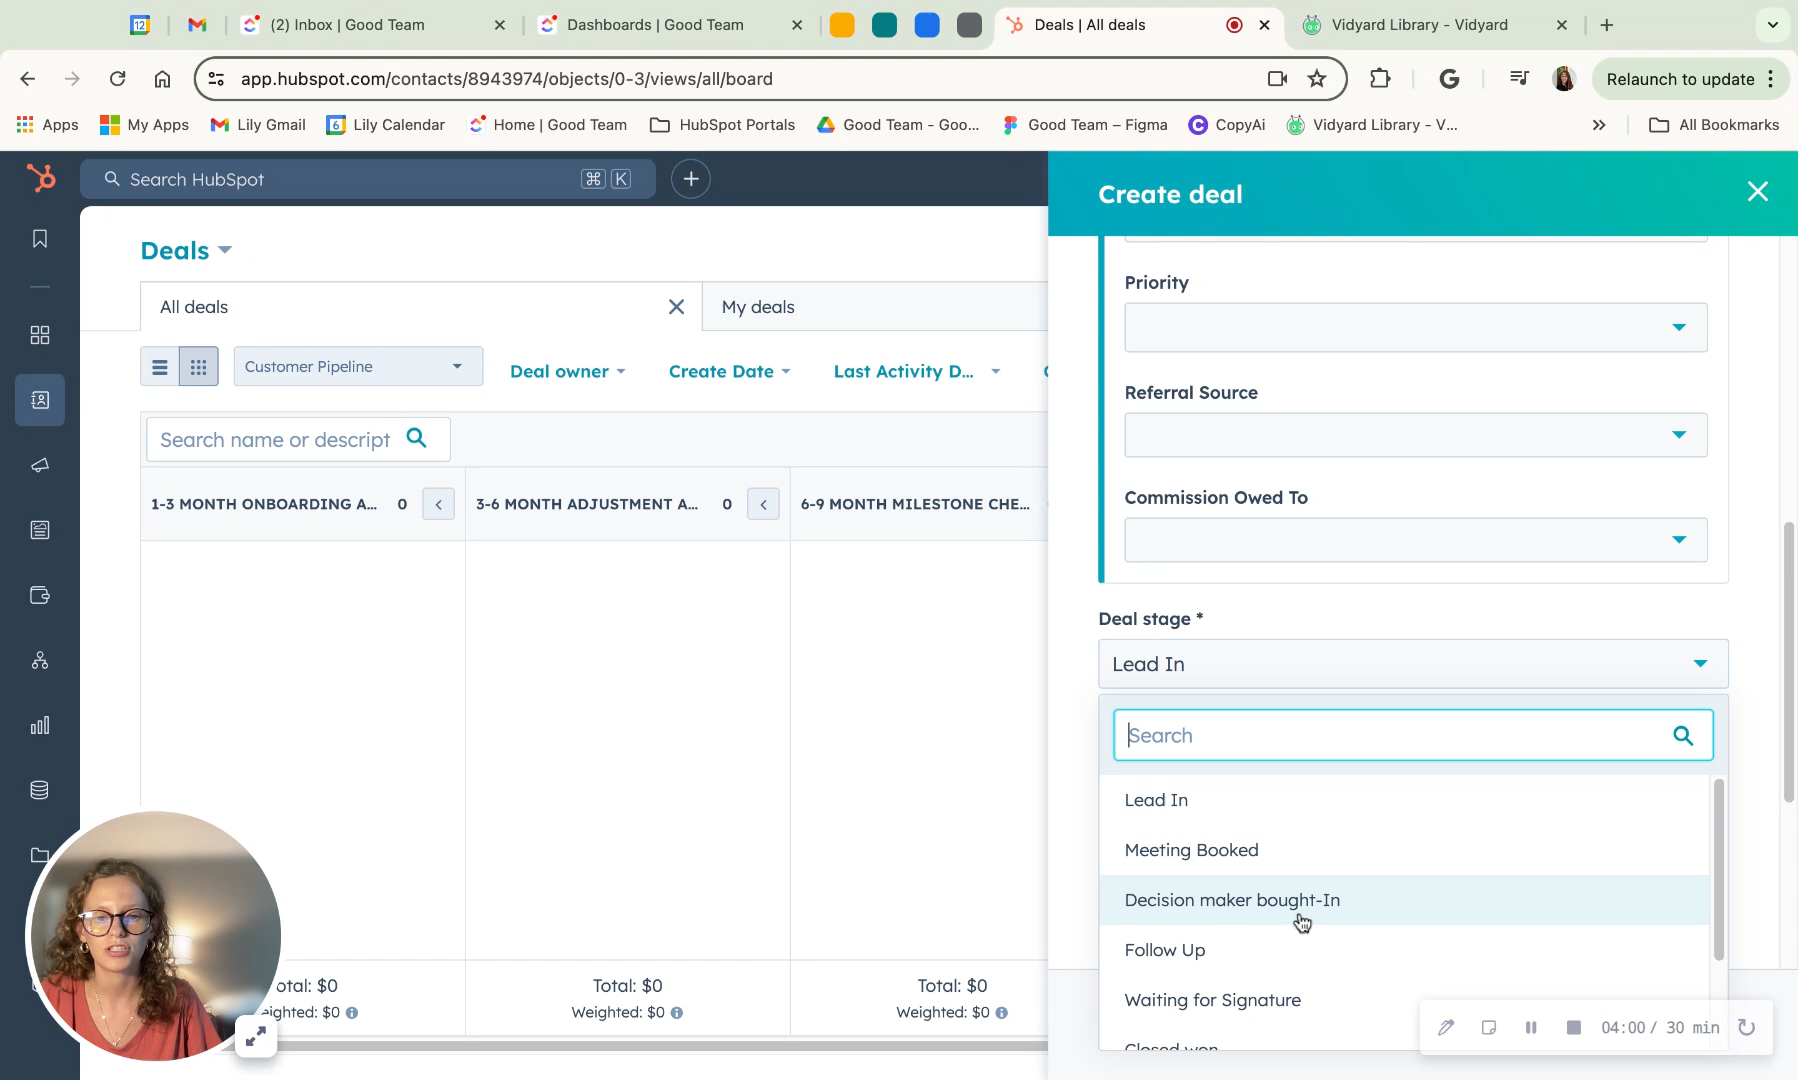 12
(2) Inbox | Good Team
Dashboards | Good Team
Deals | All deals
Vidyard Library - Vidyard
app.hubspot.com/contacts/8943974/objects/0-3/views/all/board
G
Relaunch to update
Apps
My Apps
Lily Gmail
6
Lily Calendar
Home | Good Team
HubSpot Portals
Good Team - Goo...
Good Team – Figma
CopyAi
Vidyard Library - V...
All Bookmarks
Search HubSpot
⌘ K
Create deal
Deals
All deals
My deals
Customer Pipeline
Deal owner
Create Date
Last Activity D...
Search name or descript
1-3 MONTH ONBOARDING A... 0
3-6 MONTH ADJUSTMENT A... 0
6-9 MONTH MILESTONE CHE...
otal: $0
eighted: $0
Total: $0
Weighted: $0
Total: $0
Weighted: $0
Priority
Referral Source
Commission Owed To
Deal stage *
Lead In
Search
Lead In
Meeting Booked
Decision maker bought-In
Follow Up
Waiting for Signature
Closed won
04:00 / 30 min